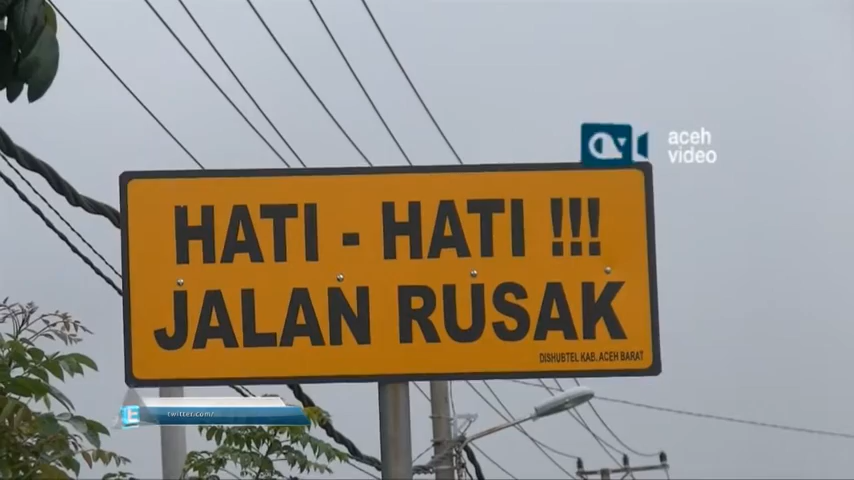 aceh
video
HATI - HATI !!!
JALAN RUSAK
DISHUBTEL KAB. ACEH BARAT
twitter.com/